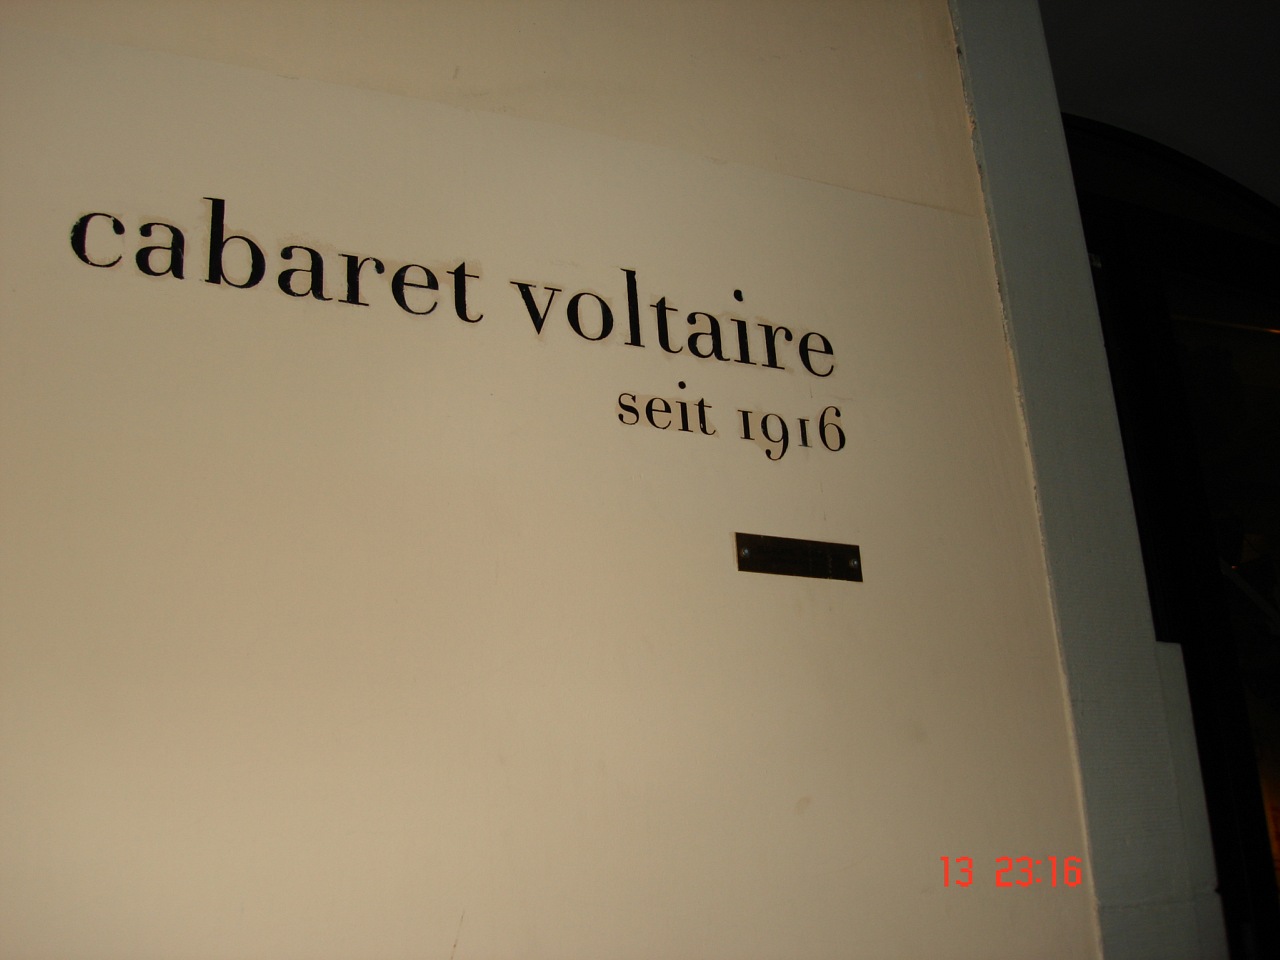 cabaret voltaire
seit 1916
13 23:16